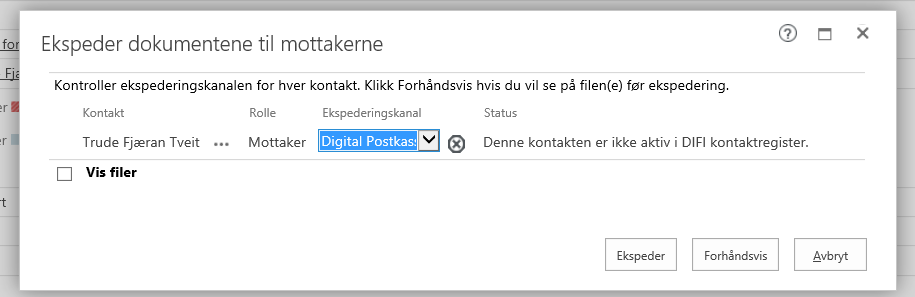 Ekspeder dokumentene til mottakerne
Kontroller ekspederingskanalen for hver kontakt. Klikk Forhåndsvis hvis du vil se på filen(e) før ekspedering.
Kontakt Rolle Ekspederingskanal Status
Trude Fjæran Tveit ... Mottaker Digital Postkas Denne kontakten er ikke aktiv i DIFI kontaktregister.
Vis filer
Ekspeder Forhåndsvis Avbryt